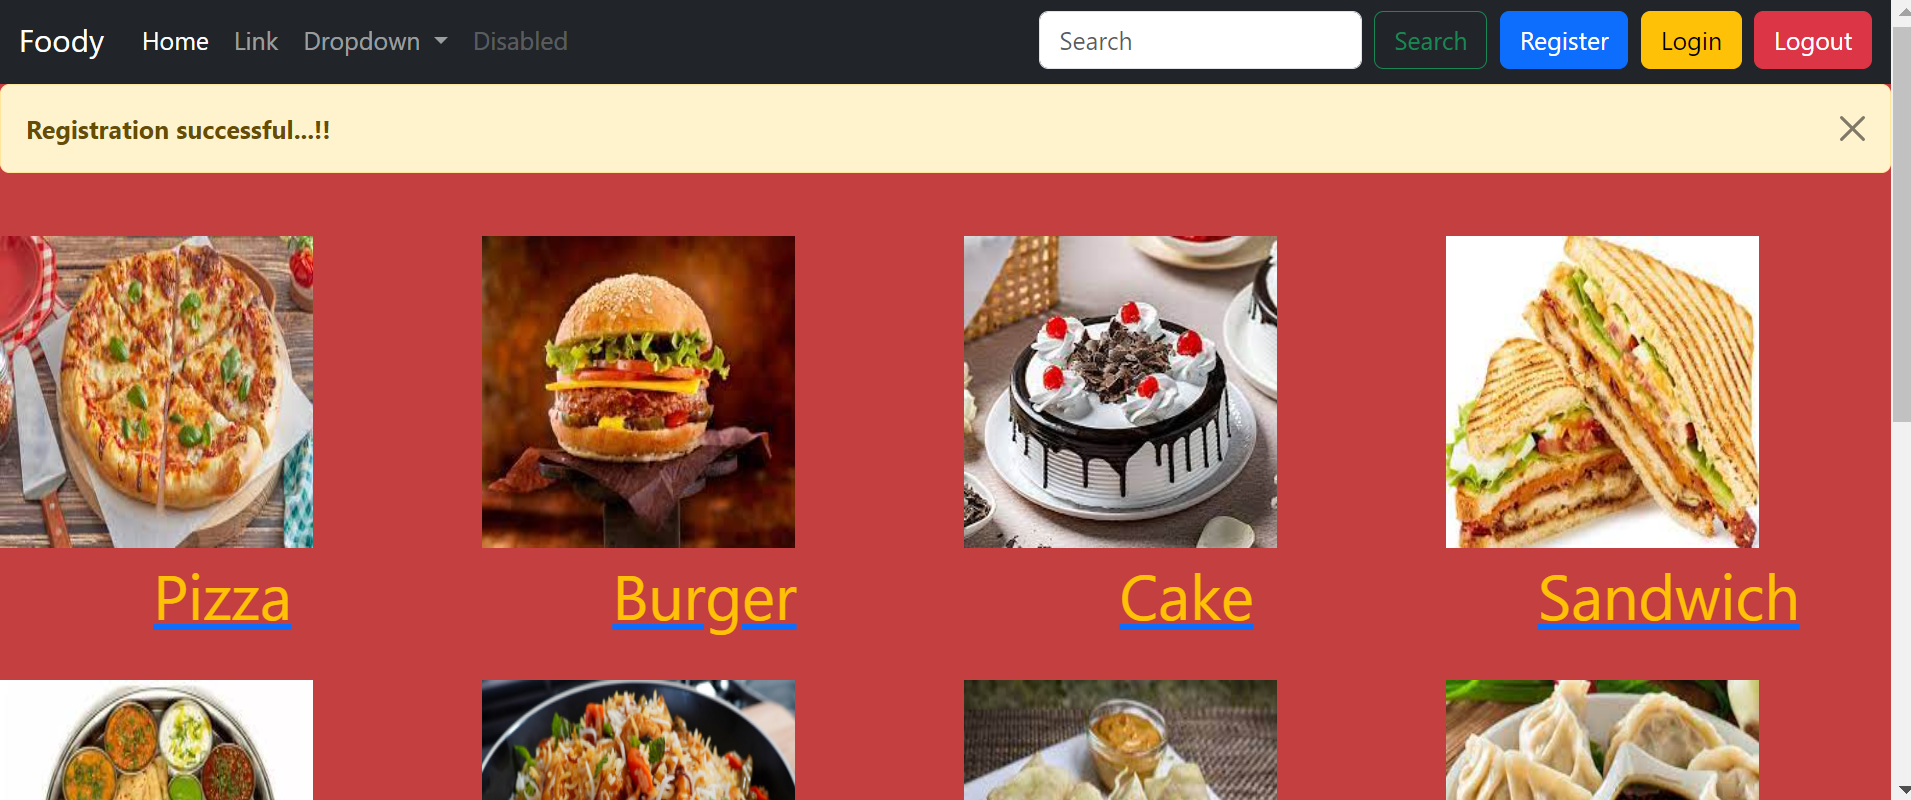 Foody Home Link Dropdown Disabled Search Search Register Login Logout
Registration successful...!!
Pizza Burger Cake Sandwich